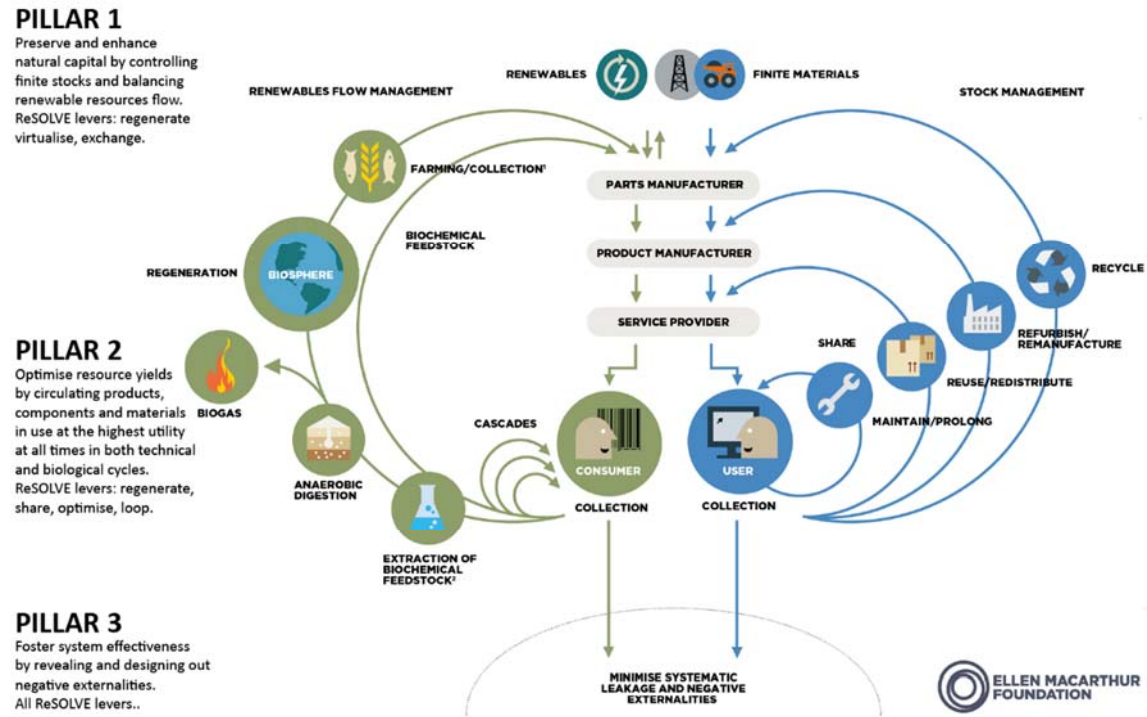 PILLAR 1
Preserve and enhance
natural capital by controlling
finite stocks and balancing
renewable resources flow.
ReSOLVE levers: regenerate
virtualise, exchange.
RENEWABLES
FINITE MATERIALS
RENEWABLES FLOW MANAGEMENT
STOCK MANAGEMENT
FARMING/COLLECTION¹
PARTS MANUFACTURER
BIOCHEMICAL
FEEDSTOCK
PRODUCT MANUFACTURER
REGENERATION
BIOSPHERE
RECYCLE
SERVICE PROVIDER
PILLAR 2
Optimise resource yields
by circulating products,
components and materials
in use at the highest utility
at all times in both technical
and biological cycles.
ReSOLVE levers: regenerate,
share, optimise, loop.
SHARE
REFURBISH/
REMANUFACTURE
REUSE/REDISTRIBUTE
MAINTAIN/PROLONG
BIOGAS
CASCADES
CONSUMER
USER
ANAEROBIC
DIGESTION
COLLECTION
COLLECTION
EXTRACTION OF
BIOCHEMICAL
FEEDSTOCK²
PILLAR 3
Foster system effectiveness
by revealing and designing out
negative externalities.
All ReSOLVE levers..
MINIMISE SYSTEMATIC
LEAKAGE AND NEGATIVE
EXTERNALITIES
ELLEN MACARTHUR
FOUNDATION